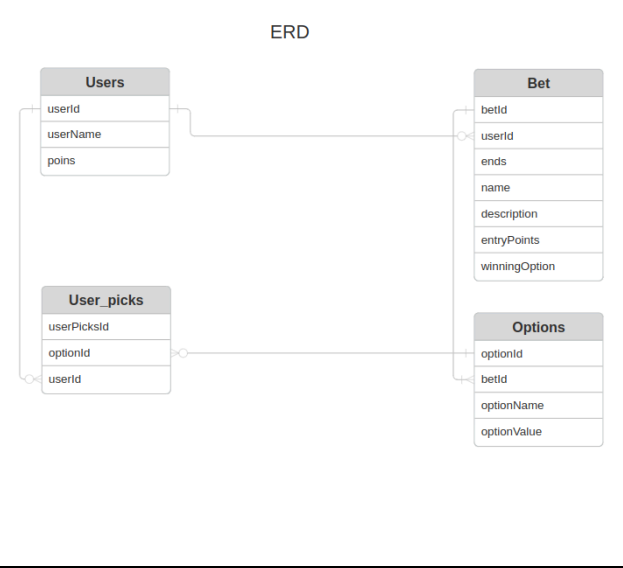 ERD
Users
userId
userName
poins
Bet
betId
userId
ends
name
description
entryPoints
winningOption
User_picks
userPicksId
optionId
userId
Options
optionId
betId
optionName
optionValue